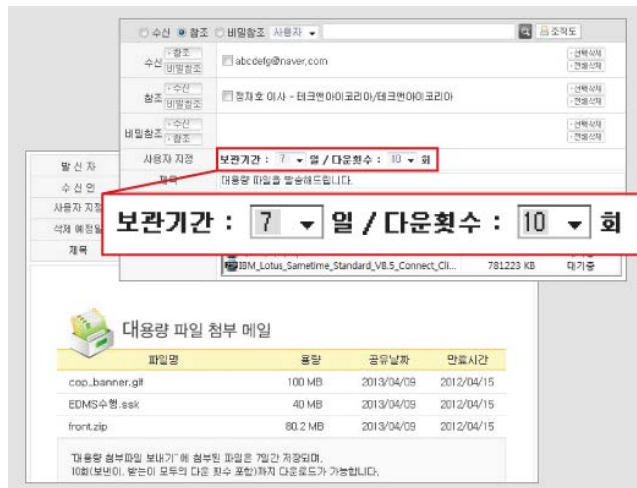 수신 참조 비밀참조 사용자 조직도
수신 ·참조 비밀참조 abcdefg@naver.com ·선택삭제 ·전체삭제
참조 ·수신 비밀참조 정재호 이사 - 테크앤아이코리아/테크앤아이코리아 ·선택삭제 ·전체삭제
비밀참조 ·수신 ·참조 ·선택삭제 ·전체삭제
사용자 지정 보관기간 : 7 일 / 다운횟수 : 10 회
제목 대용량 파일을 발송해드립니다.
발 신 자
수 신 인
사용자 지정
삭제 예정일
제목
보관기간 : 7 일 / 다운횟수 : 10 회
IBM_Lotus_Sametime_Standard_V8.5_Connect_Cli... 781223 KB 대기중
대용량 파일 첨부 메일
파일명 용량 공유날짜 만료시간
cop_banner.gif 100 MB 2013/04/09 2012/04/15
EDMS수행.ssk 40 MB 2013/04/09 2012/04/15
front.zip 80.2 MB 2013/04/09 2012/04/15
"대용량 첨부파일 보내기"에 첨부된 파일은 7일간 저장되며,
10회(보낸이, 받는이 모두의 다운 횟수 포함)까지 다운로드가 가능합니다.